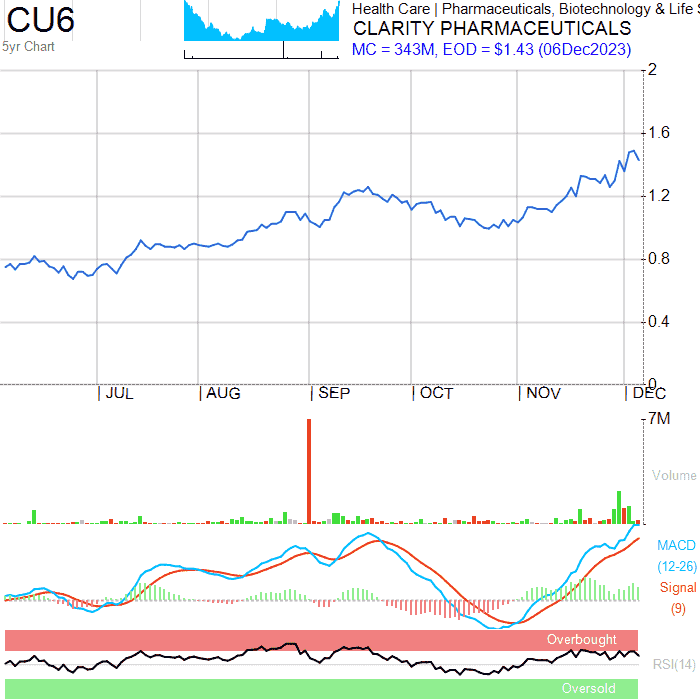 CU6
5yr Chart
Health Care | Pharmaceuticals, Biotechnology & Life
CLARITY PHARMACEUTICALS
MC = 343M, EOD = $1.43 (06Dec2023)
2
1.6
1.2
0.8
0.4
0
JUL AUG SEP OCT NOV DEC
7M
Volume
MACD
(12-26)
Signal
(9)
Overbought
RSI(14)
Oversold